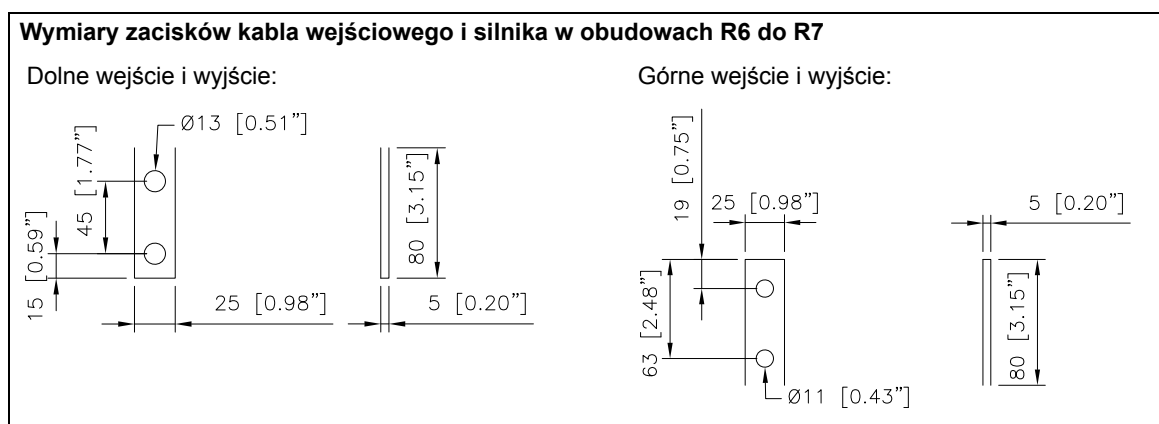 Wymiary zacisków kabla wejściowego i silnika w obudowach R6 do R7
Dolne wejście i wyjście:
Ø13 [0.51”]
45 [1.77”]
15 [0.59”]
80 [3.15”]
25 [0.98”]
5 [0.20”]
Górne wejście i wyjście:
19 [0.75”]
25 [0.98”]
5 [0.20”]
63 [2.48”]
80 [3.15”]
Ø11 [0.43”]